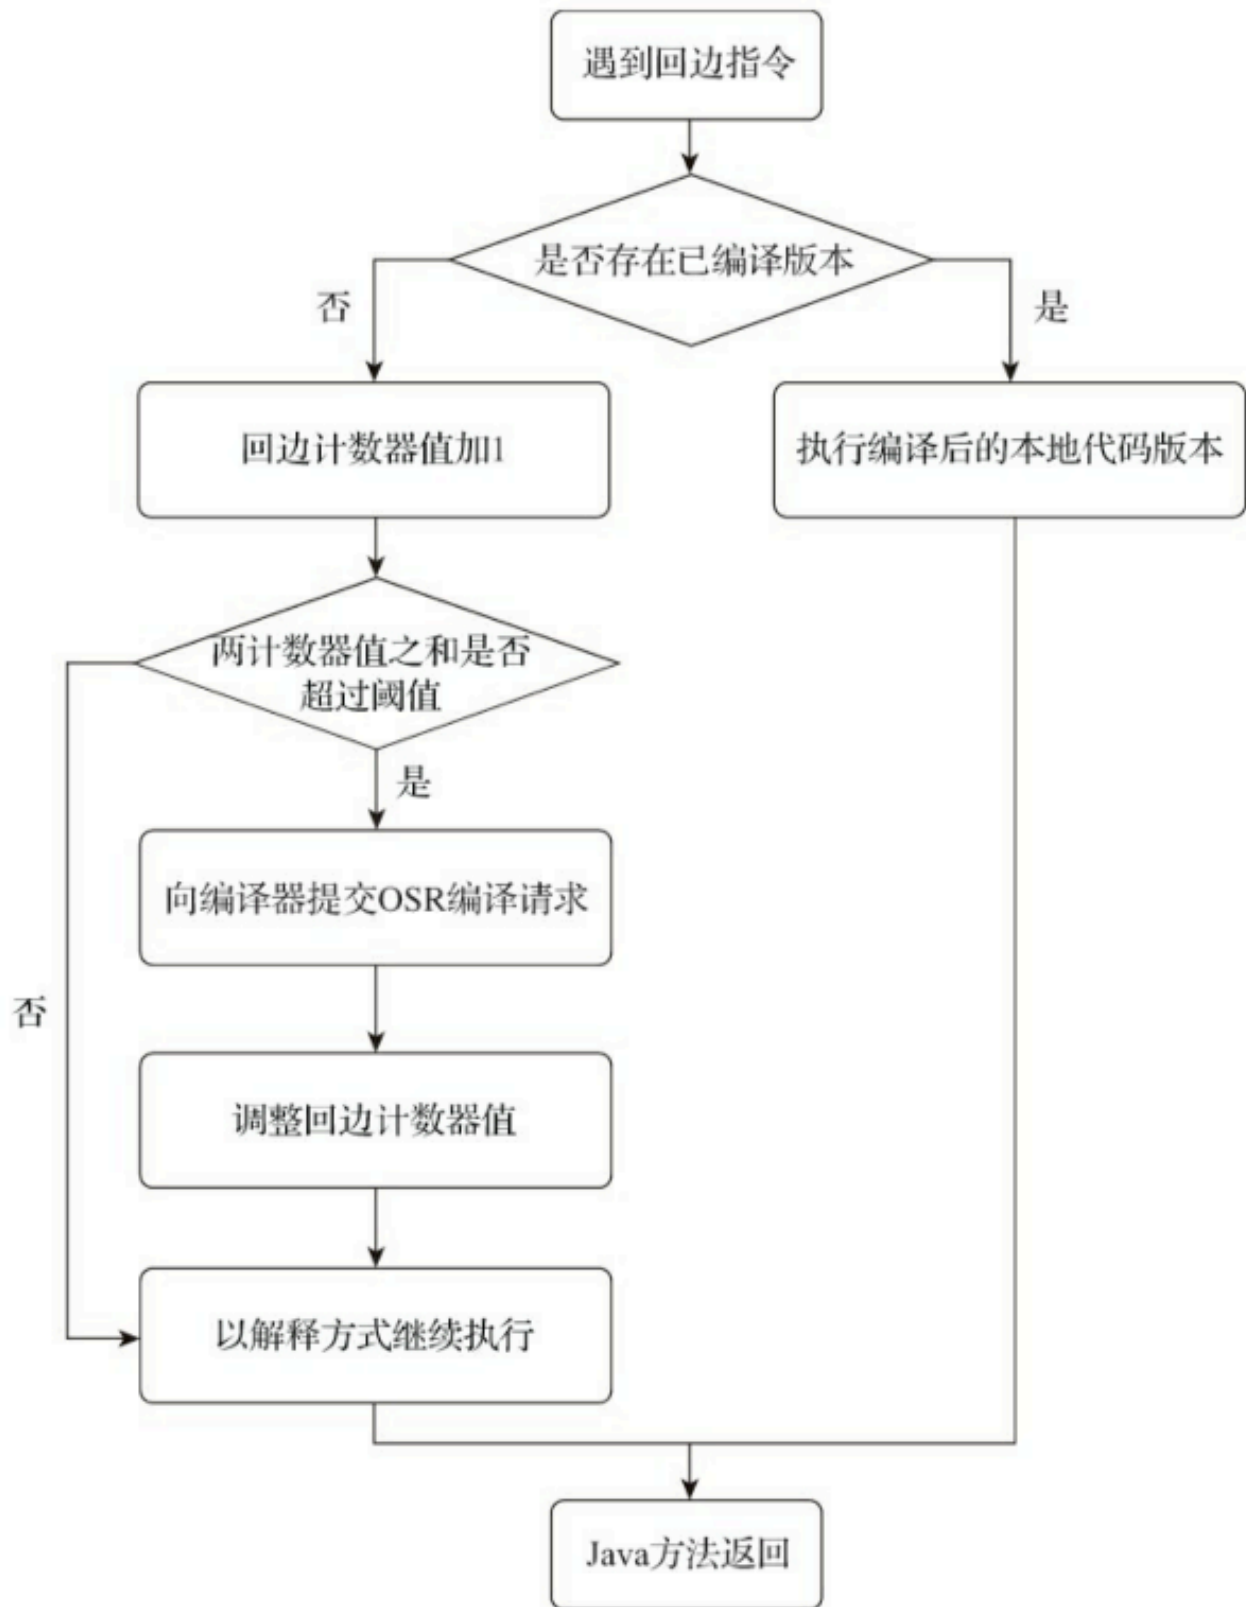 遇到回边指令
是否存在已编译版本
否
是
回边计数器值加1
执行编译后的本地代码版本
两计数器值之和是否
超过阈值
是
向编译器提交OSR编译请求
否
调整回边计数器值
以解释方式继续执行
Java方法返回